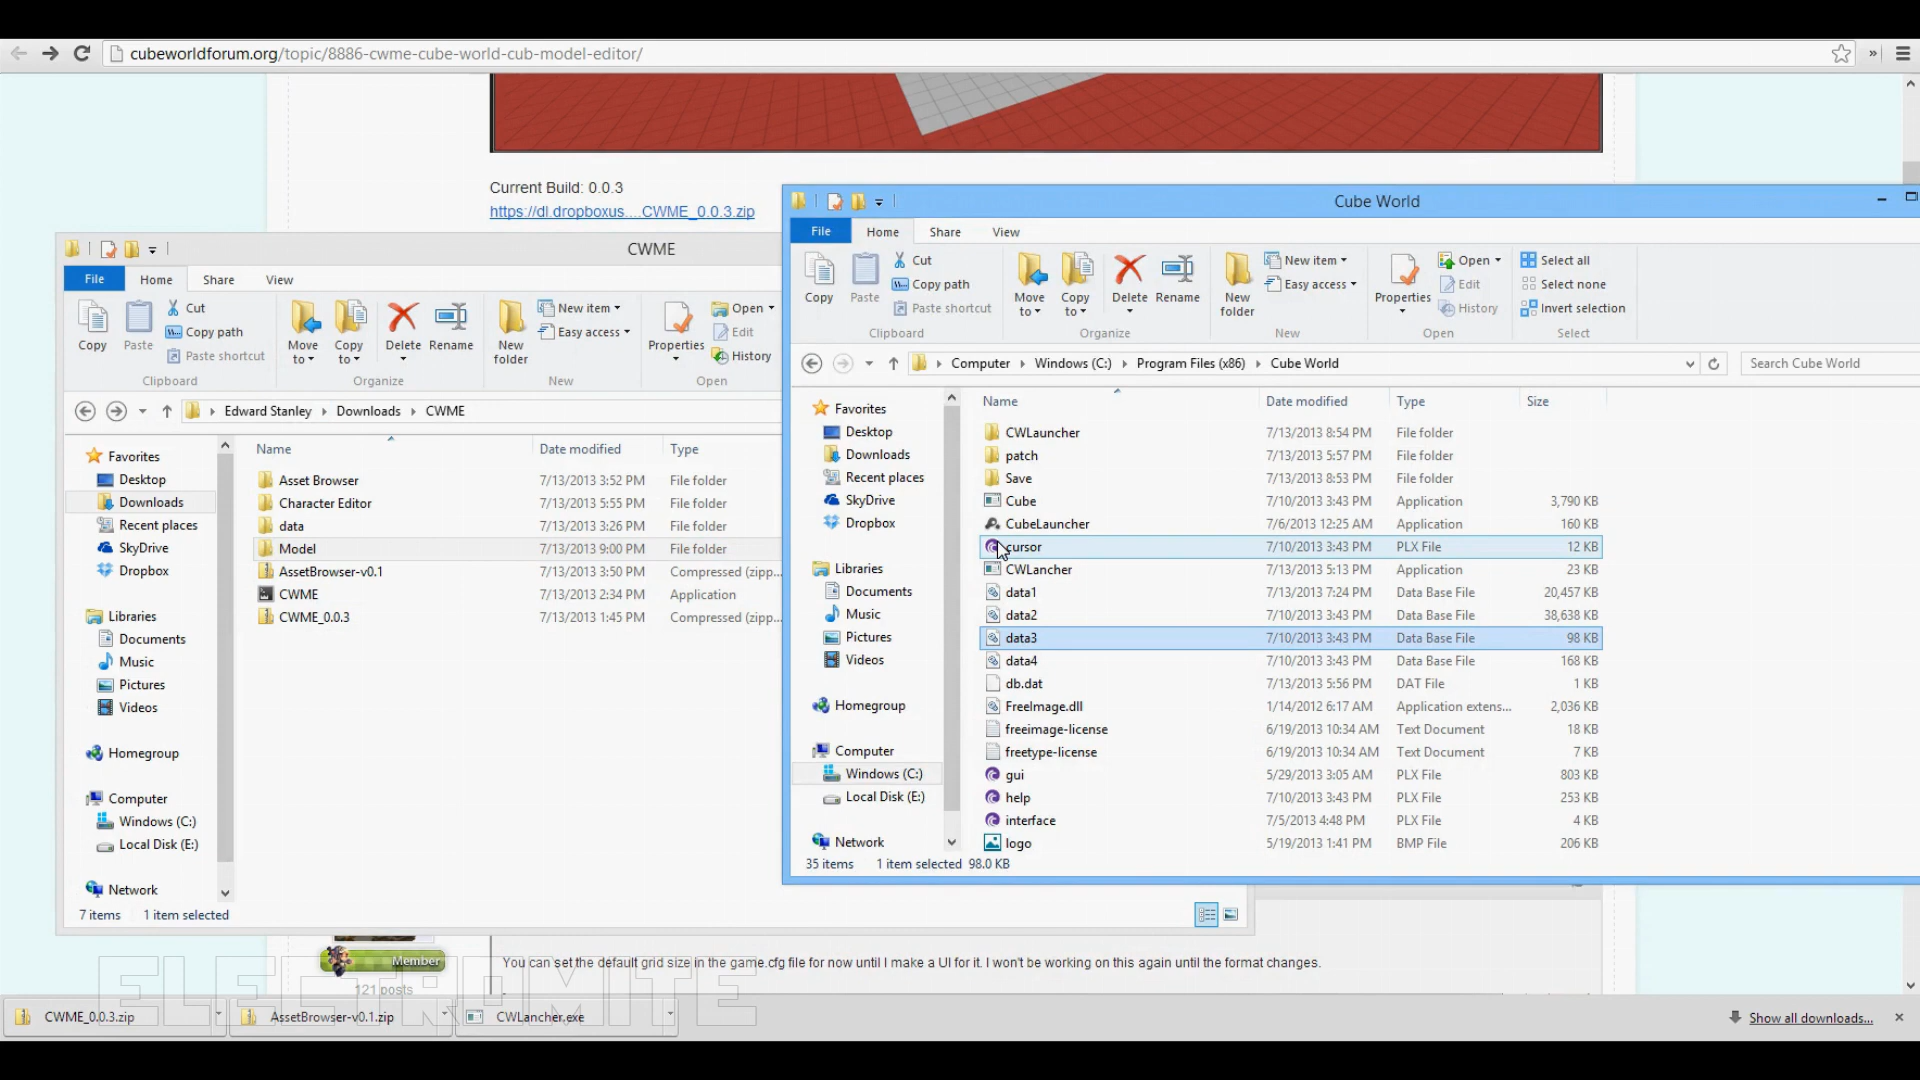 cubeworldforum.org/topic/8886-cwme-cube-world-cub-model-editor/
»
Current Build: 0.0.3
https://dl.dropboxus....CWME_0.0.3.zip
CWME
File Home Share View
Copy
Paste
Cut
Copy path
Paste shortcut
Clipboard
Move to
Copy to
Delete
Rename
Organize
New folder
New item
Easy access
New
Properties
Open
Edit
History
Open
Edward Stanley Downloads CWME
Favorites
Desktop
Downloads
Recent places
SkyDrive
Dropbox
Libraries
Documents
Music
Pictures
Videos
Homegroup
Computer
Windows (C:)
Local Disk (E:)
Network
Name Date modified Type
Asset Browser 7/13/2013 3:52 PM File folder
Character Editor 7/13/2013 5:55 PM File folder
data 7/13/2013 3:26 PM File folder
Model 7/13/2013 9:00 PM File folder
AssetBrowser-v0.1 7/13/2013 3:50 PM Compressed (zipp...
CWME 7/13/2013 2:34 PM Application
CWME_0.0.3 7/13/2013 1:45 PM Compressed (zipp...
7 items 1 item selected
Cube World
File Home Share View
Copy
Paste
Cut
Copy path
Paste shortcut
Clipboard
Move to
Copy to
Delete
Rename
Organize
New folder
New item
Easy access
New
Properties
Open
Edit
History
Open
Select all
Select none
Invert selection
Select
Computer Windows (C:) Program Files (x86) Cube World
Search Cube World
Favorites
Desktop
Downloads
Recent places
SkyDrive
Dropbox
Libraries
Documents
Music
Pictures
Videos
Homegroup
Computer
Windows (C:)
Local Disk (E:)
Network
Name Date modified Type Size
CWLauncher 7/13/2013 8:54 PM File folder
patch 7/13/2013 5:57 PM File folder
Save 7/13/2013 8:53 PM File folder
Cube 7/10/2013 3:43 PM Application 3,790 KB
CubeLauncher 7/6/2013 12:25 AM Application 160 KB
cursor 7/10/2013 3:43 PM PLX File 12 KB
CWLancher 7/13/2013 5:13 PM Application 23 KB
data1 7/13/2013 7:24 PM Data Base File 20,457 KB
data2 7/10/2013 3:43 PM Data Base File 38,638 KB
data3 7/10/2013 3:43 PM Data Base File 98 KB
data4 7/10/2013 3:43 PM Data Base File 168 KB
db.dat 7/13/2013 5:56 PM DAT File 1 KB
FreeImage.dll 1/14/2012 6:17 AM Application extens... 2,036 KB
freeimage-license 6/19/2013 10:34 AM Text Document 18 KB
freetype-license 6/19/2013 10:34 AM Text Document 7 KB
gui 5/29/2013 3:05 AM PLX File 803 KB
help 7/10/2013 3:43 PM PLX File 253 KB
interface 7/5/2013 4:48 PM PLX File 4 KB
logo 5/19/2013 1:41 PM BMP File 206 KB
35 items 1 item selected 98.0 KB
Member
121 posts
You can set the default grid size in the game.cfg file for now until I make a UI for it. I won't be working on this again until the format changes.
ELECTROMITE
CWME_0.0.3.zip AssetBrowser-v0.1.zip CWLancher.exe
Show all downloads...